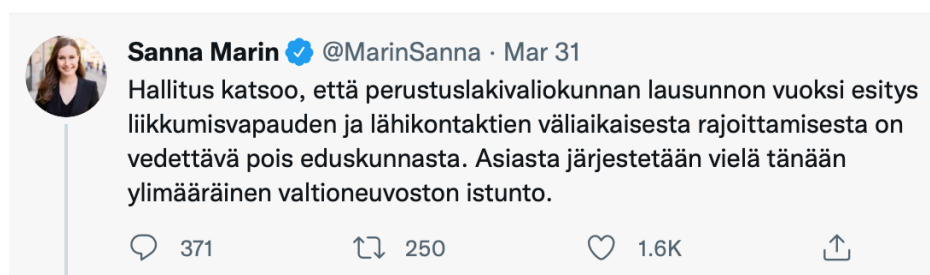 Sanna Marin @MarinSanna · Mar 31
Hallitus katsoo, että perustuslakivaliokunnan lausunnon vuoksi esitys
liikkumisvapauden ja lähikontaktien väliaikaisesta rajoittamisesta on
vedettävä pois eduskunnasta. Asiasta järjestetään vielä tänään
ylimääräinen valtioneuvoston istunto.
371 250 1.6K